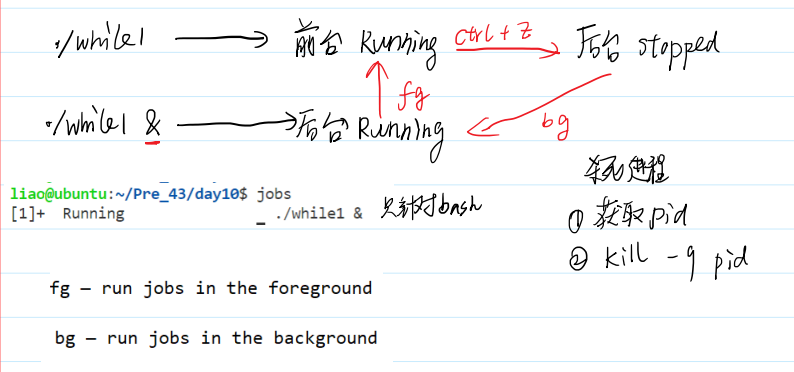 ./while1 前台 Running ctrl + Z 后台 stopped
fg
./while1 & 后台 Running bg
杀死进程
liao@ubuntu:~/Pre_43/day10$ jobs
[1]+ Running _ ./while1 & 只针对bash
① 获取pid
② kill -9 pid
fg – run jobs in the foreground
bg – run jobs in the background